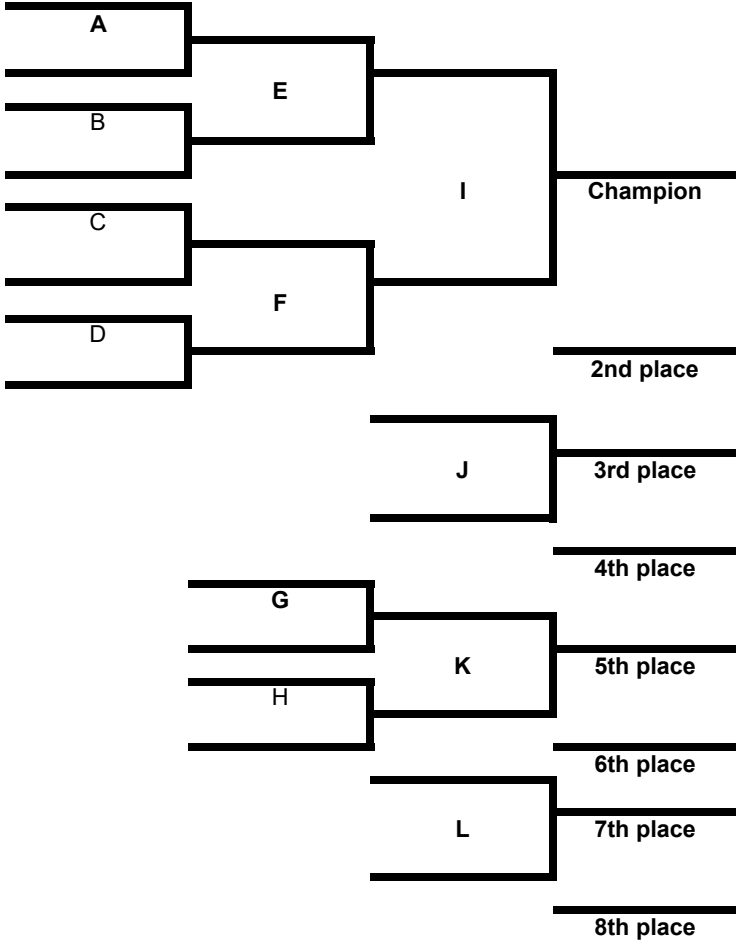 A
E
B
I
Champion
C
F
D
2nd place
J
3rd place
4th place
G
K
5th place
H
6th place
L
7th place
8th place